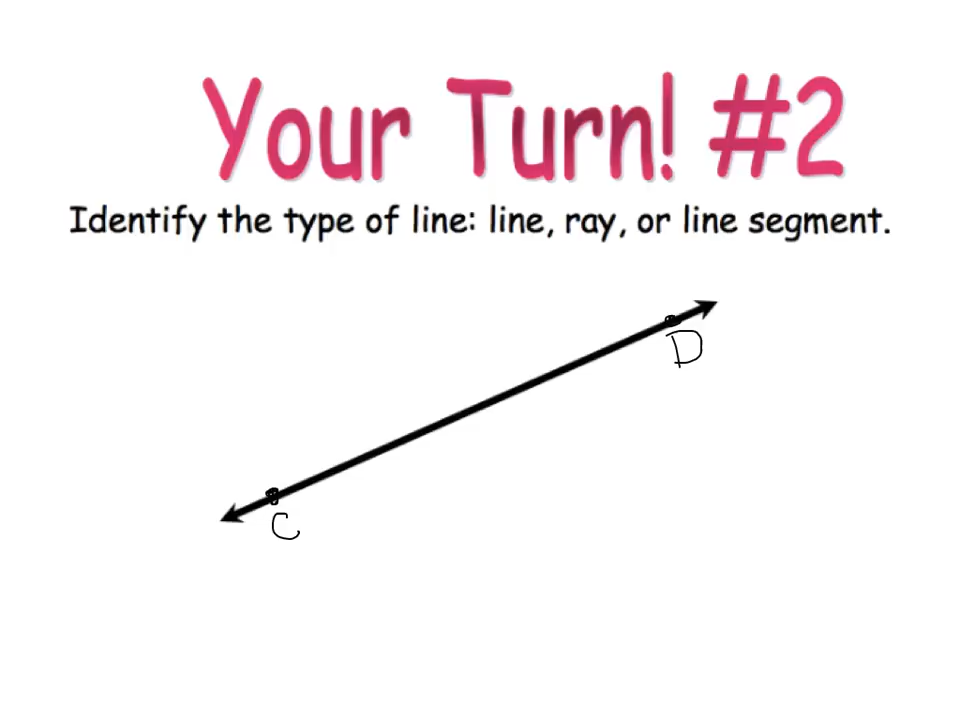 Your Turn! #2
Identify the type of line: line, ray, or line segment.
D
C